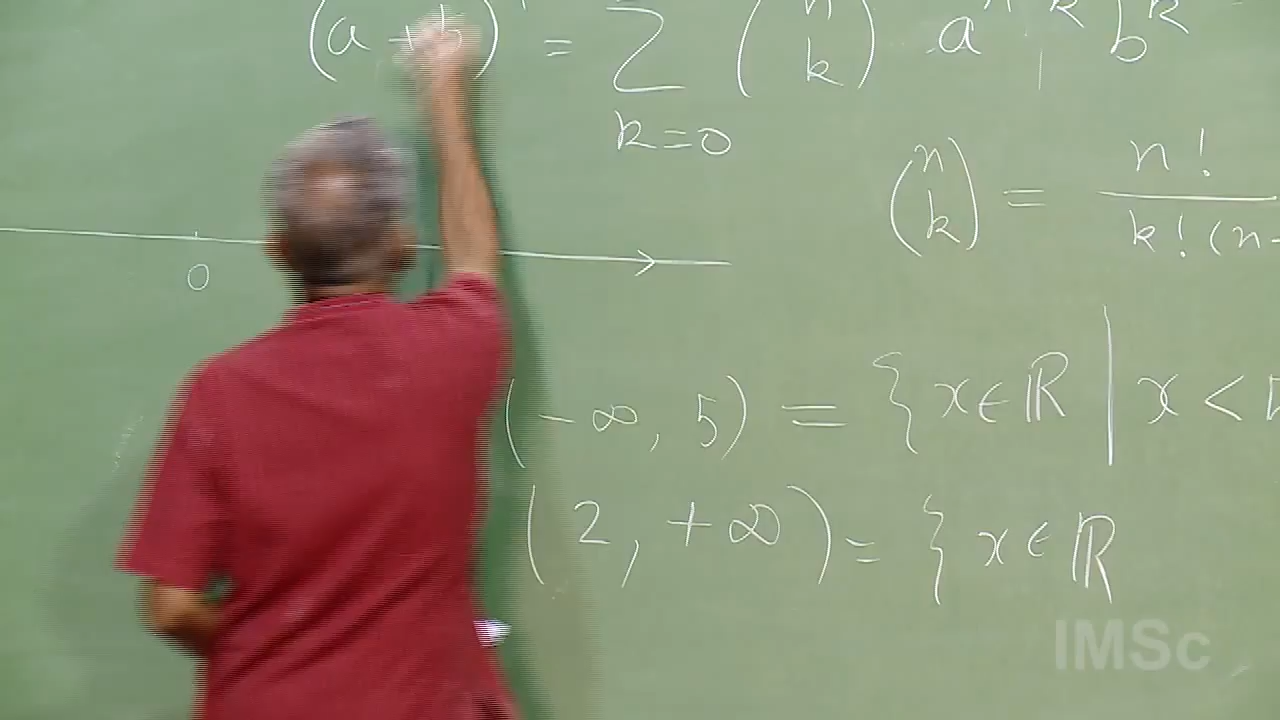 (a + b) = ∑ (n k) a^{n-k} b^k
k=0
(n k) = n! / k! (n-
0
(-∞, 5) = { x∈ℝ | x <
(2, +∞) = { x∈ℝ
IMSc